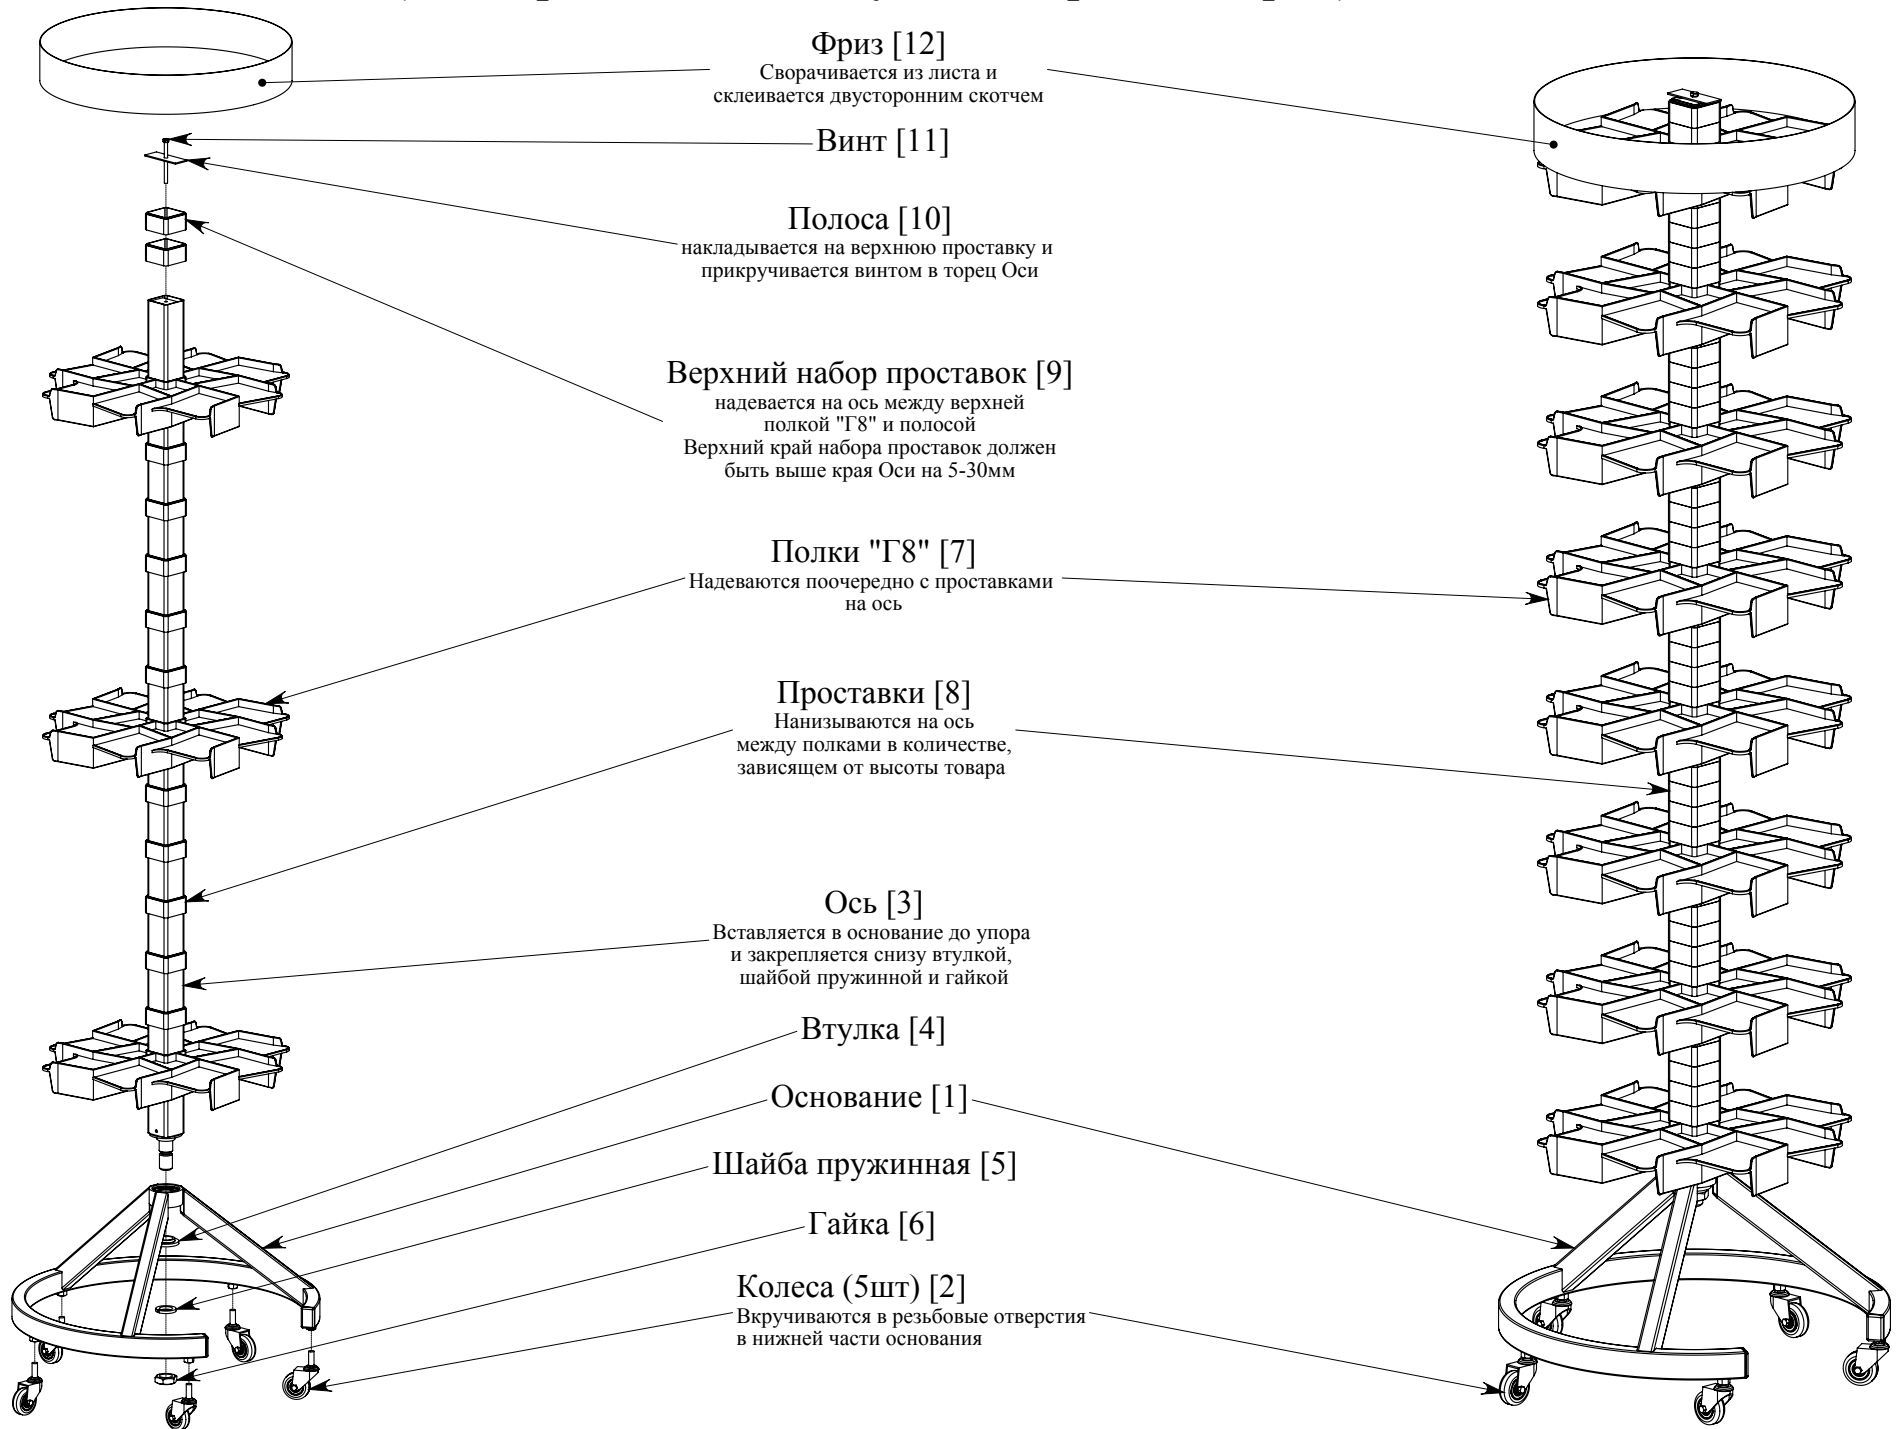 Фриз [12]
Сворачивается из листа и
склеивается двусторонним скотчем
Винт [11]
Полоса [10]
накладывается на верхнюю проставку и
прикручивается винтом в торец Оси
Верхний набор проставок [9]
надевается на ось между верхней
полкой "Г8" и полосой
Верхний край набора проставок должен
быть выше края Оси на 5-30мм
Полки "Г8" [7]
Надеваются поочередно с проставками
на ось
Проставки [8]
Нанизываются на ось
между полками в количестве,
зависящем от высоты товара
Ось [3]
Вставляется в основание до упора
и закрепляется снизу втулкой,
шайбой пружинной и гайкой
Втулка [4]
Основание [1]
Шайба пружинная [5]
Гайка [6]
Колеса (5шт) [2]
Вкручиваются в резьбовые отверстия
в нижней части основания